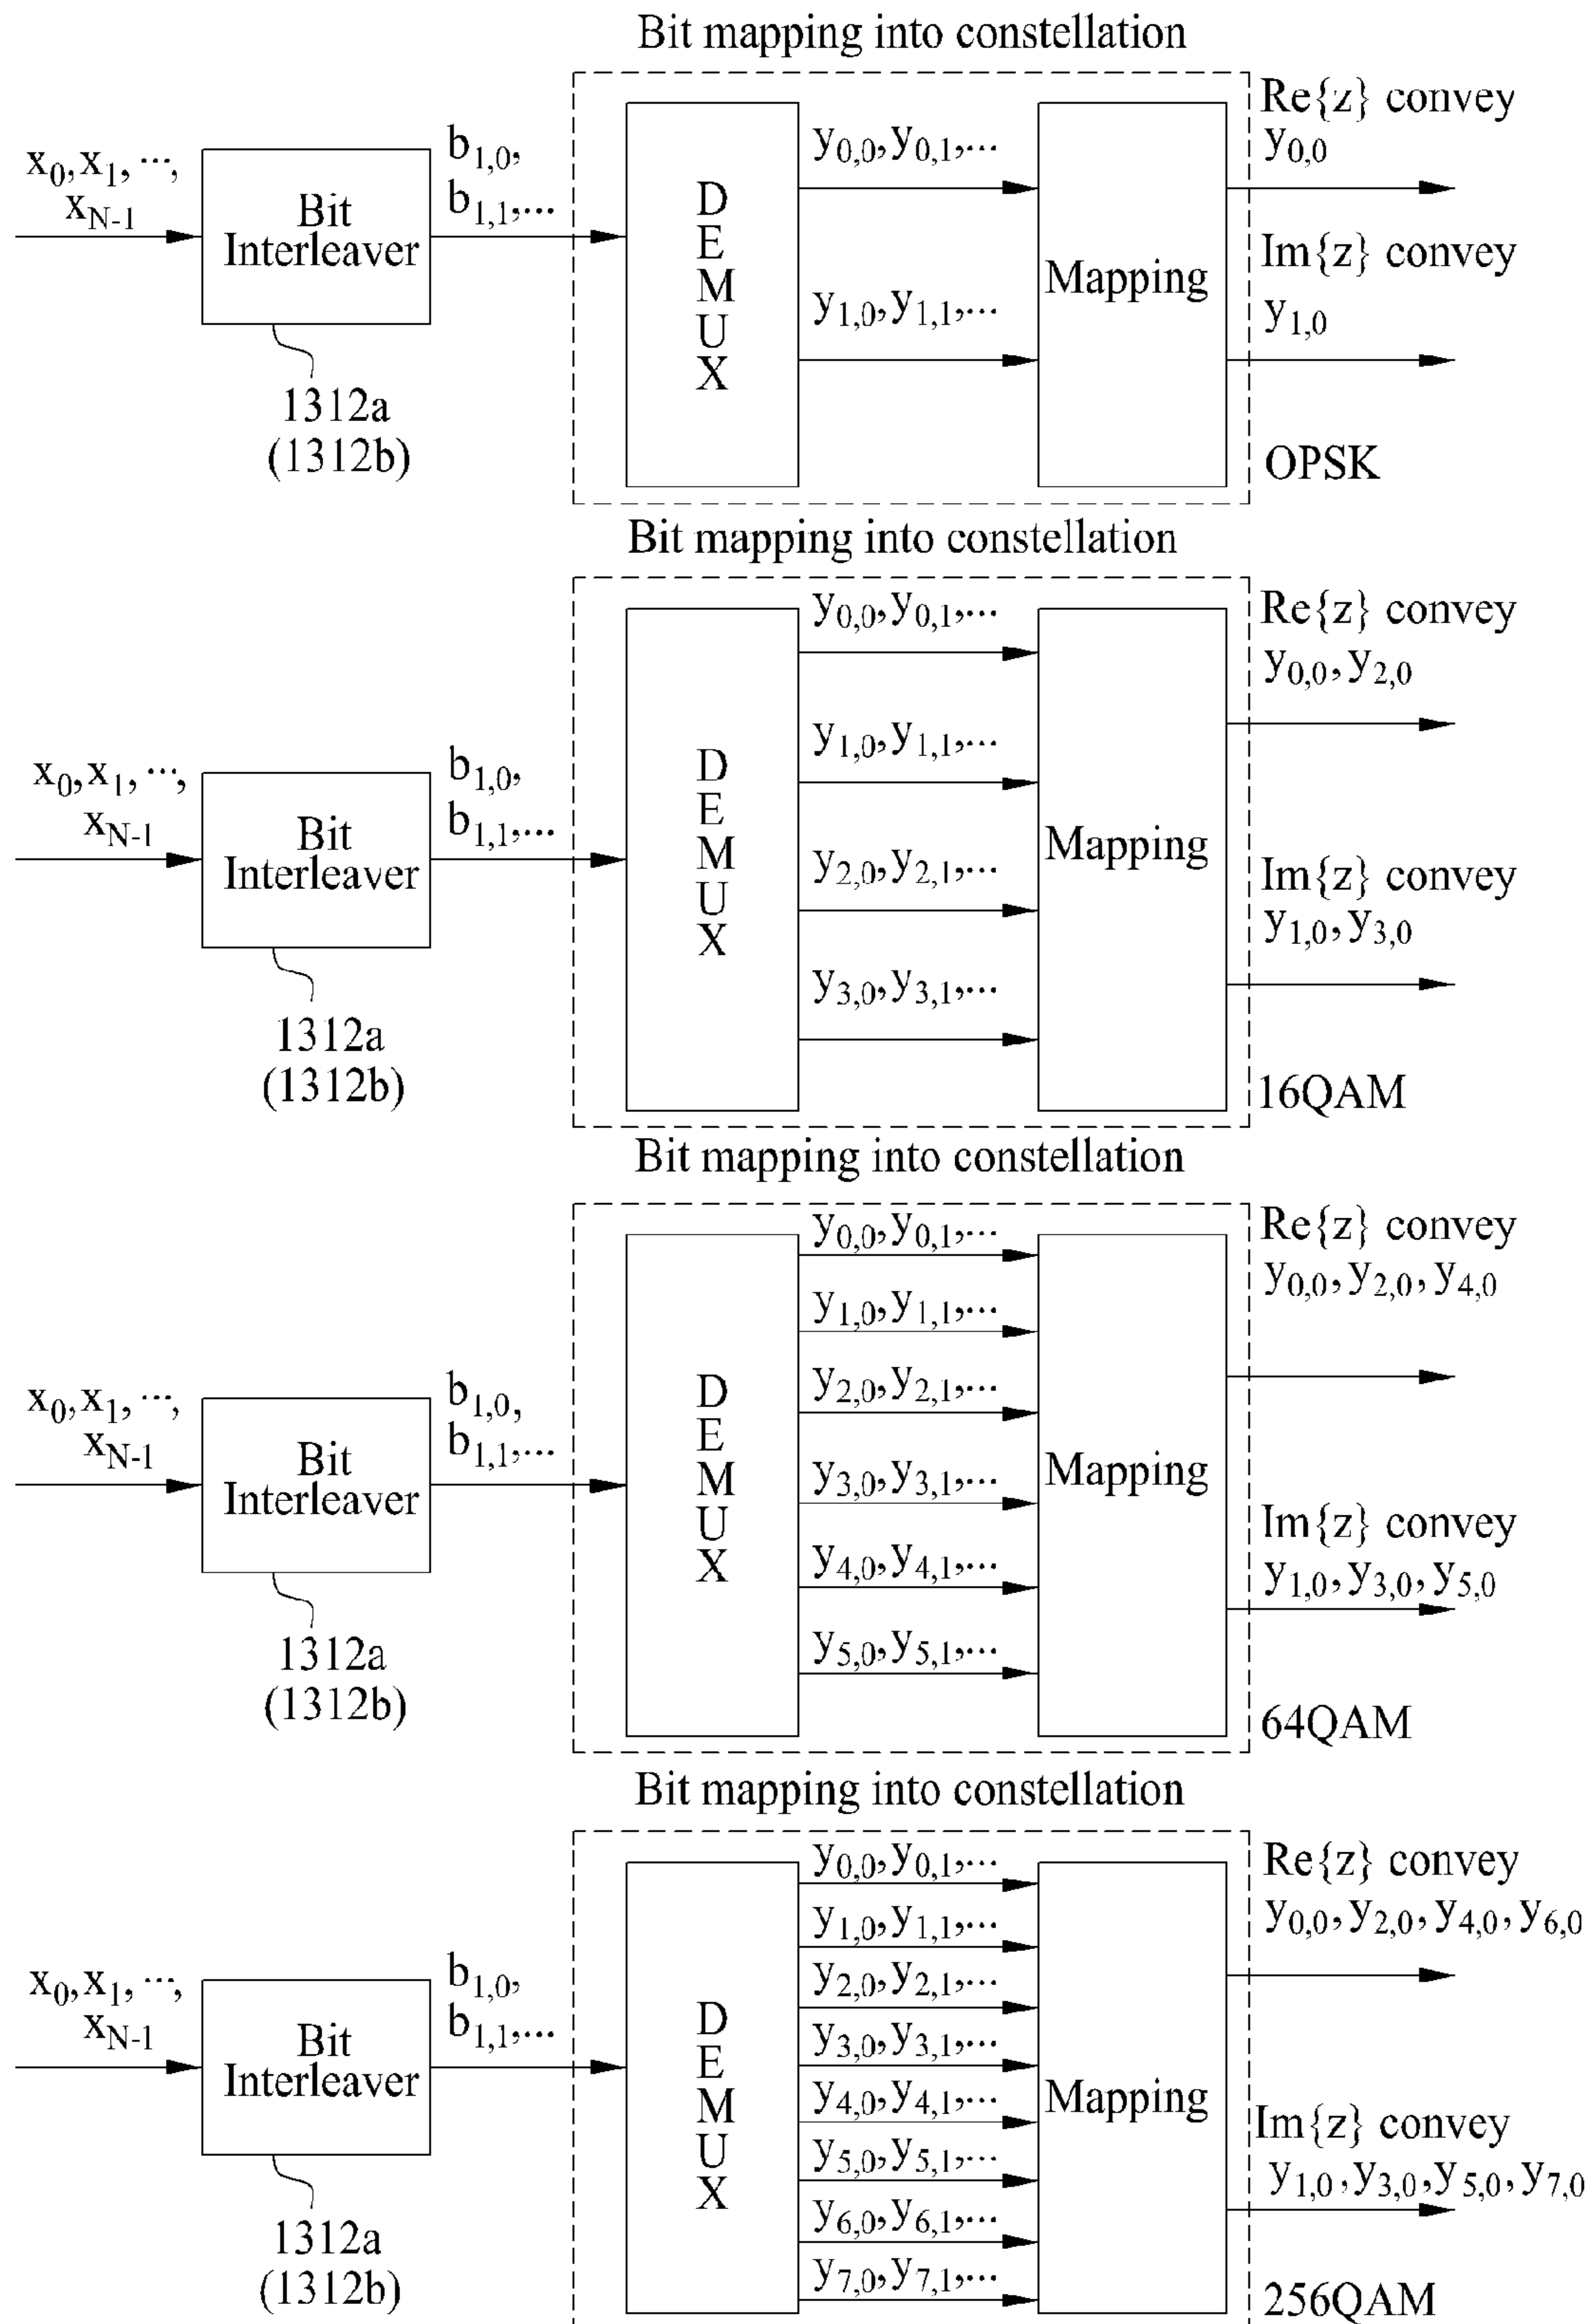 Bit mapping into constellation
x0,x1, ...,
xN-1
Bit
Interleaver
1312a
(1312b)
b1,0,
b1,1,...
DEMUX
y0,0,y0,1,...
y1,0,y1,1,...
Mapping
Re{z} convey
y0,0
Im{z} convey
y1,0
OPSK
Bit mapping into constellation
x0,x1, ...,
xN-1
Bit
Interleaver
1312a
(1312b)
b1,0,
b1,1,...
DEMUX
y0,0,y0,1,...
y1,0,y1,1,...
y2,0,y2,1,...
y3,0,y3,1,...
Mapping
Re{z} convey
y0,0,y2,0
Im{z} convey
y1,0,y3,0
16QAM
Bit mapping into constellation
x0,x1, ...,
xN-1
Bit
Interleaver
1312a
(1312b)
b1,0,
b1,1,...
DEMUX
y0,0,y0,1,...
y1,0,y1,1,...
y2,0,y2,1,...
y3,0,y3,1,...
y4,0,y4,1,...
y5,0,y5,1,...
Mapping
Re{z} convey
y0,0,y2,0,y4,0
Im{z} convey
y1,0,y3,0,y5,0
64QAM
Bit mapping into constellation
x0,x1, ...,
xN-1
Bit
Interleaver
1312a
(1312b)
b1,0,
b1,1,...
DEMUX
y0,0,y0,1,...
y1,0,y1,1,...
y2,0,y2,1,...
y3,0,y3,1,...
y4,0,y4,1,...
y5,0,y5,1,...
y6,0,y6,1,...
y7,0,y7,1,...
Mapping
Re{z} convey
y0,0,y2,0,y4,0,y6,0
Im{z} convey
y1,0,y3,0,y5,0,y7,0
256QAM